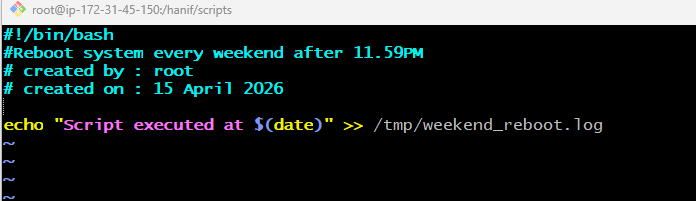 root@ip-172-31-45-150:/hanif/scripts
#!/bin/bash
#Reboot system every weekend after 11.59PM
# created by : root
# created on : 15 April 2026
echo "Script executed at $(date)" >> /tmp/weekend_reboot.log
~
~
~
~